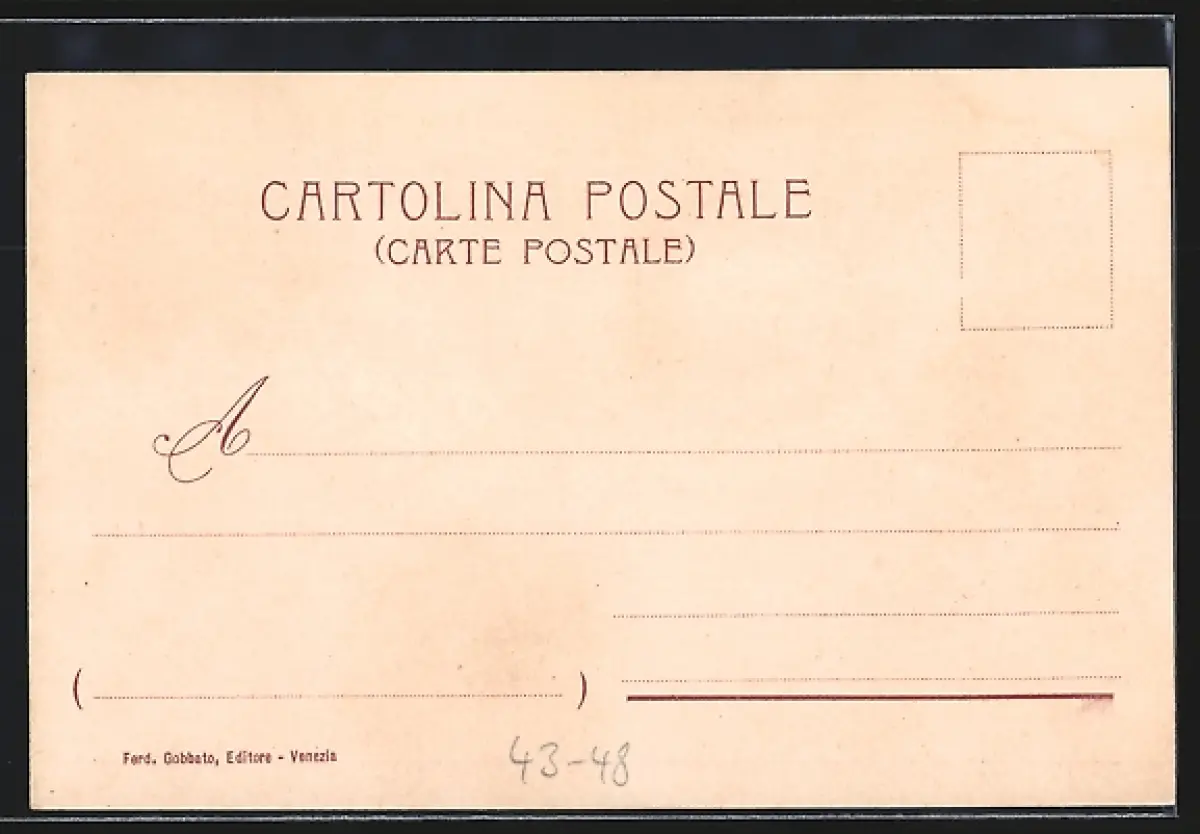 CARTOLINA POSTALE
(CARTE POSTALE)
A
( )
Ferd. Gobbato, Editore - Venezia
43-48